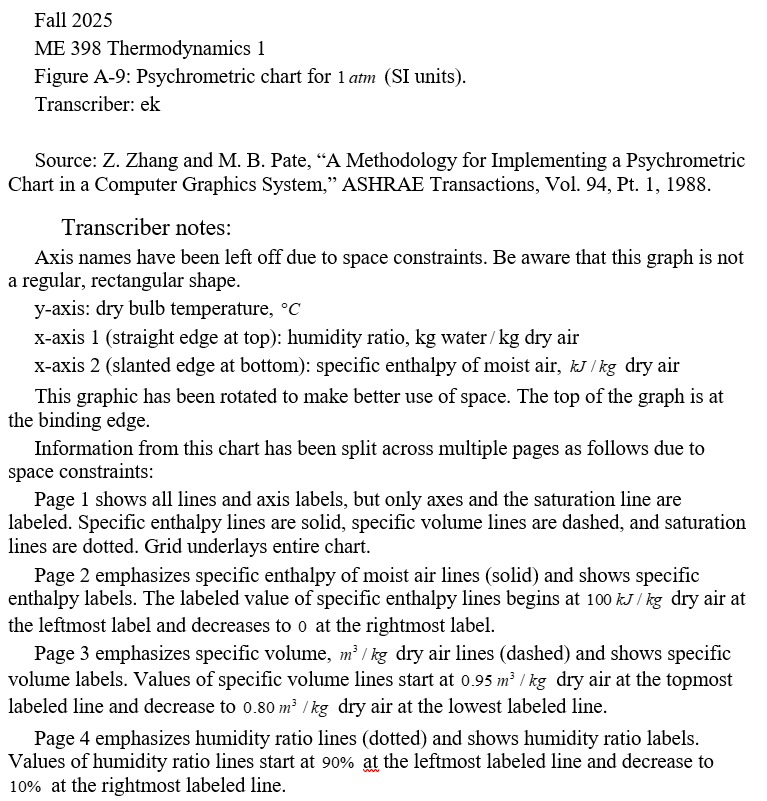 Fall 2025
ME 398 Thermodynamics 1
Figure A-9: Psychrometric chart for 1 atm (SI units).
Transcriber: ek
Source: Z. Zhang and M. B. Pate, “A Methodology for Implementing a Psychrometric
Chart in a Computer Graphics System,” ASHRAE Transactions, Vol. 94, Pt. 1, 1988.
Transcriber notes:
Axis names have been left off due to space constraints. Be aware that this graph is not
a regular, rectangular shape.
y-axis: dry bulb temperature, °C
x-axis 1 (straight edge at top): humidity ratio, kg water / kg dry air
x-axis 2 (slanted edge at bottom): specific enthalpy of moist air, kJ / kg dry air
This graphic has been rotated to make better use of space. The top of the graph is at
the binding edge.
Information from this chart has been split across multiple pages as follows due to
space constraints:
Page 1 shows all lines and axis labels, but only axes and the saturation line are
labeled. Specific enthalpy lines are solid, specific volume lines are dashed, and saturation
lines are dotted. Grid underlays entire chart.
Page 2 emphasizes specific enthalpy of moist air lines (solid) and shows specific
enthalpy labels. The labeled value of specific enthalpy lines begins at 100 kJ / kg dry air at
the leftmost label and decreases to 0 at the rightmost label.
Page 3 emphasizes specific volume, m³ / kg dry air lines (dashed) and shows specific
volume labels. Values of specific volume lines start at 0.95 m³ / kg dry air at the topmost
labeled line and decrease to 0.80 m³ / kg dry air at the lowest labeled line.
Page 4 emphasizes humidity ratio lines (dotted) and shows humidity ratio labels.
Values of humidity ratio lines start at 90% at the leftmost labeled line and decrease to
10% at the rightmost labeled line.